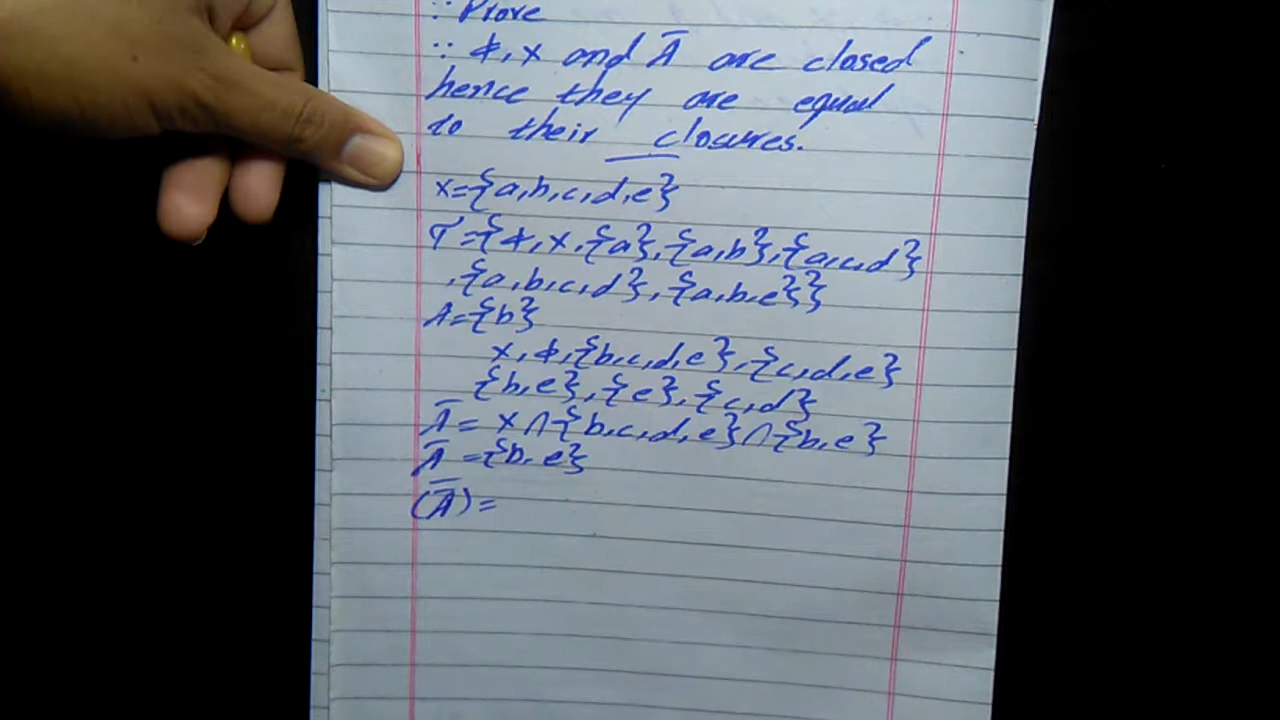 ∵ Prove
∵ ϕ, x and A̅ are closed
hence they are equal
to their closures.
x={a,b,c,d,e}
τ={ϕ,x,{a},{a,b},{a,c,d}
,{a,b,c,d},{a,b,e}}
A={b}
x,ϕ,{b,c,d,e},{c,d,e}
{b,e},{e},{c,d}
A̅= x∩{b,c,d,e}∩{b,e}
A̅={b,e}
(A̅)̅=